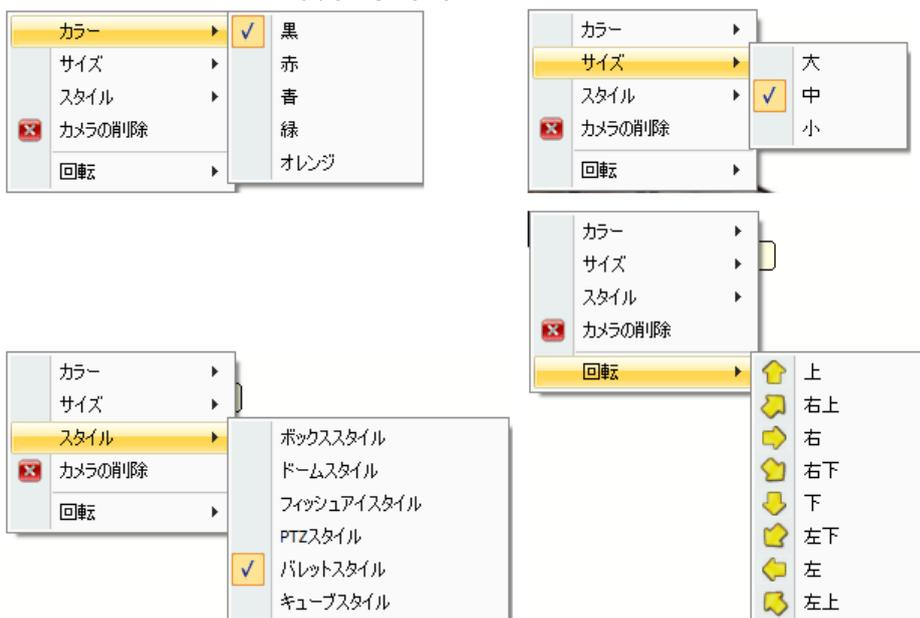 カラー
サイズ
スタイル
カメラの削除
回転
黒
赤
青
緑
オレンジ
カラー
サイズ
スタイル
カメラの削除
回転
大
中
小
カラー
サイズ
スタイル
カメラの削除
回転
上
右上
右
右下
下
左下
左
左上
カラー
サイズ
スタイル
カメラの削除
回転
ボックススタイル
ドームスタイル
フィッシュアイスタイル
PTZスタイル
バレットスタイル
キューブスタイル